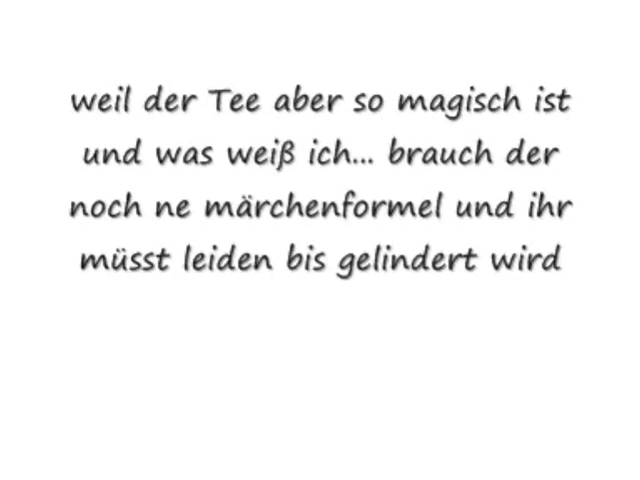 weil der Tee aber so magisch ist
und was weiß ich... brauch der
noch ne märchenformel und ihr
müsst leiden bis gelindert wird